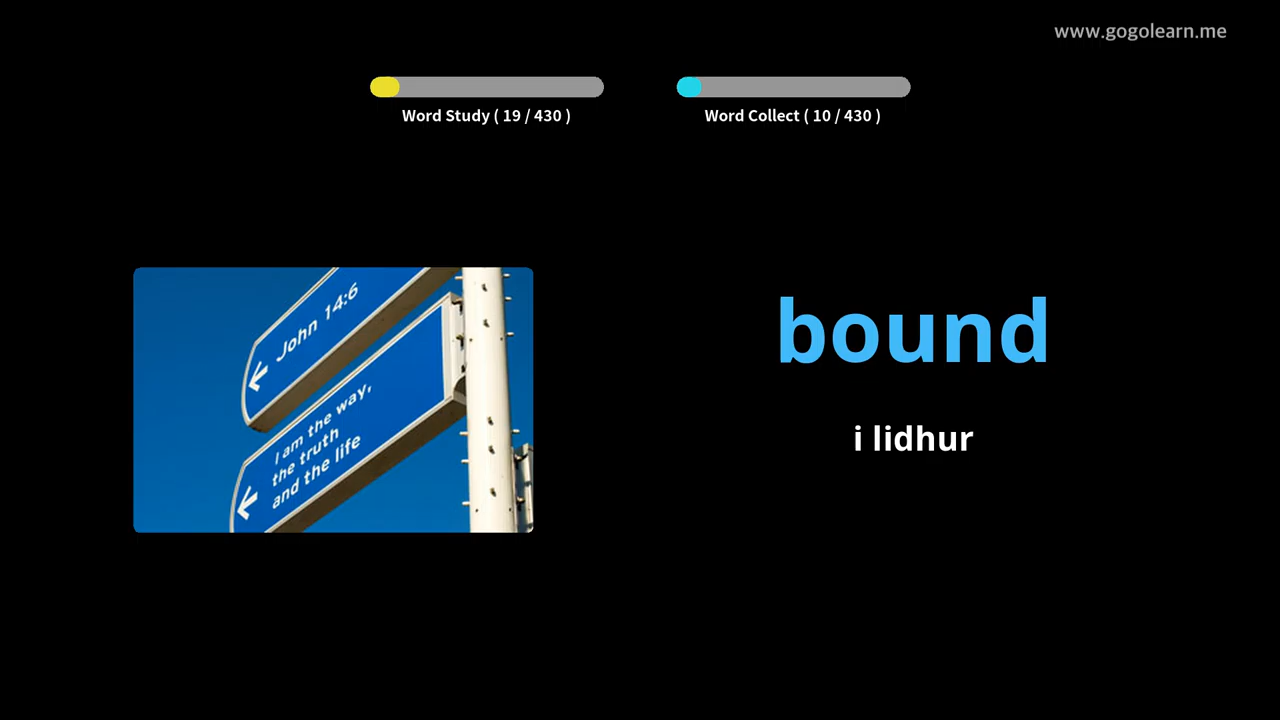 www.gogolearn.me
Word Study ( 19 / 430 )
Word Collect ( 10 / 430 )
John 14:6
I am the way,
the truth
and the life
bound
i lidhur